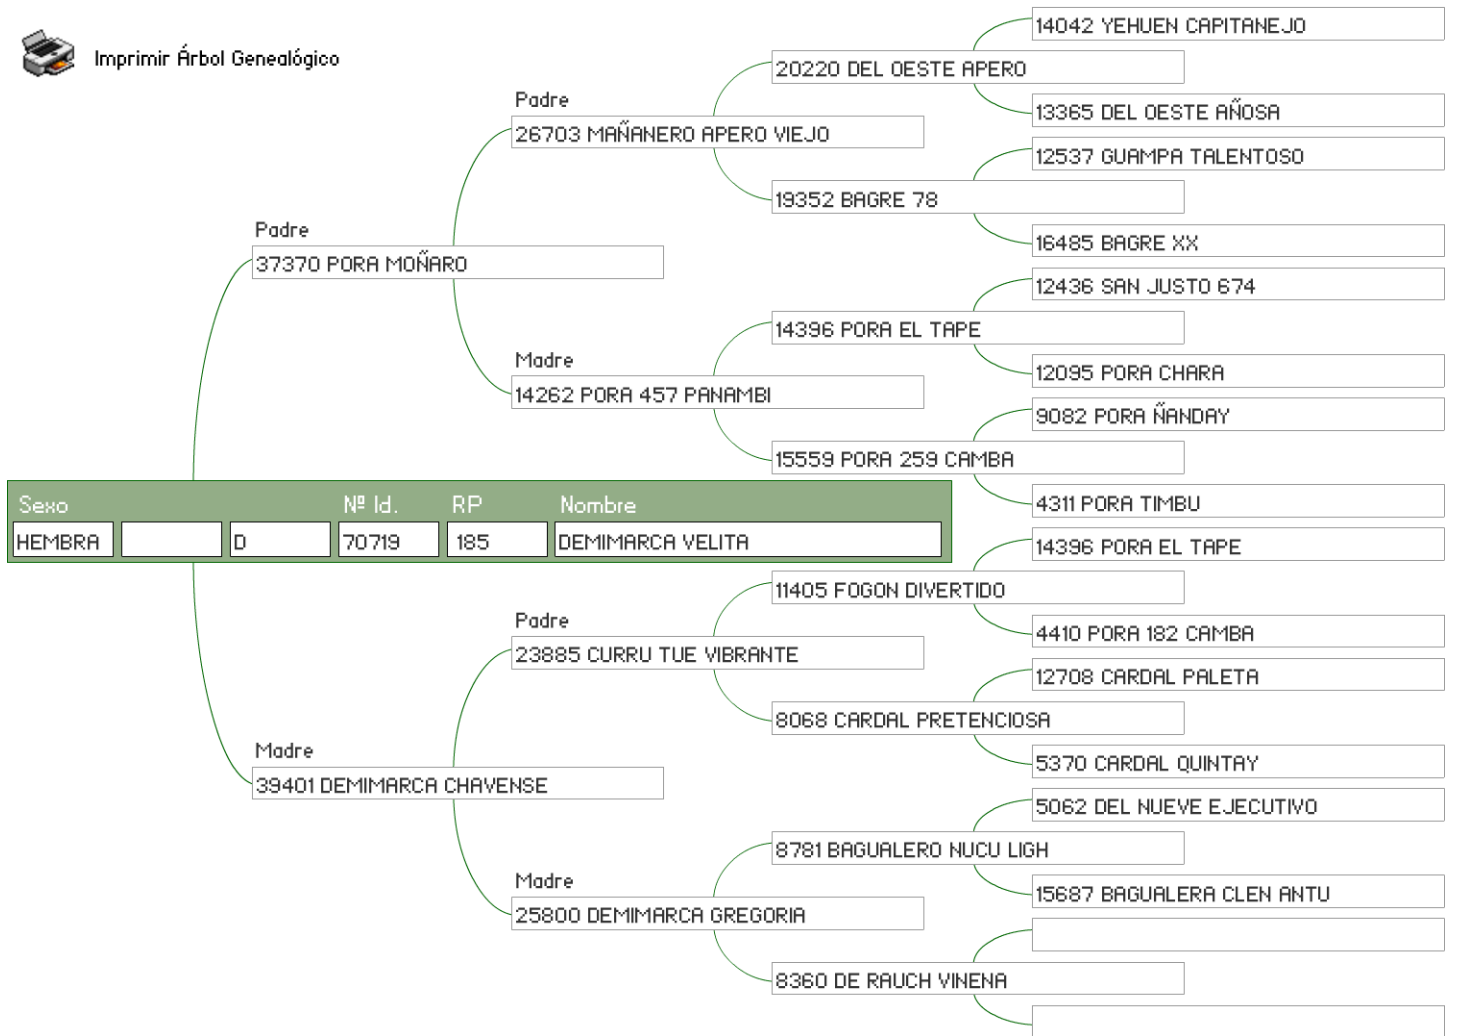 14042 YEHUEN CAPITANEJO
Imprimir Árbol Genealógico
20220 DEL OESTE APERO
Padre
13365 DEL OESTE AÑOSA
26703 MAÑANERO APERO VIEJO
12537 GUAMPA TALENTOSO
19352 BAGRE 78
Padre
16485 BAGRE XX
37370 PORA MOÑARO
12436 SAN JUSTO 674
14396 PORA EL TAPE
Madre
12095 PORA CHARA
14262 PORA 457 PANAMBI
9082 PORA ÑANDAY
15559 PORA 259 CAMBA
Sexo Nº Id. RP Nombre
4311 PORA TIMBU
HEMBRA D 70719 185 DEMIMARCA VELITA
14396 PORA EL TAPE
11405 FOGON DIVERTIDO
Padre
4410 PORA 182 CAMBA
23885 CURRU TUE VIBRANTE
12708 CARDAL PALETA
8068 CARDAL PRETENCIOSA
Madre
5370 CARDAL QUINTAY
39401 DEMIMARCA CHAVENSE
5062 DEL NUEVE EJECUTIVO
8781 BAGUALERO NUCU LIGH
Madre
15687 BAGUALERA CLEN ANTU
25800 DEMIMARCA GREGORIA
8360 DE RAUCH VINENA